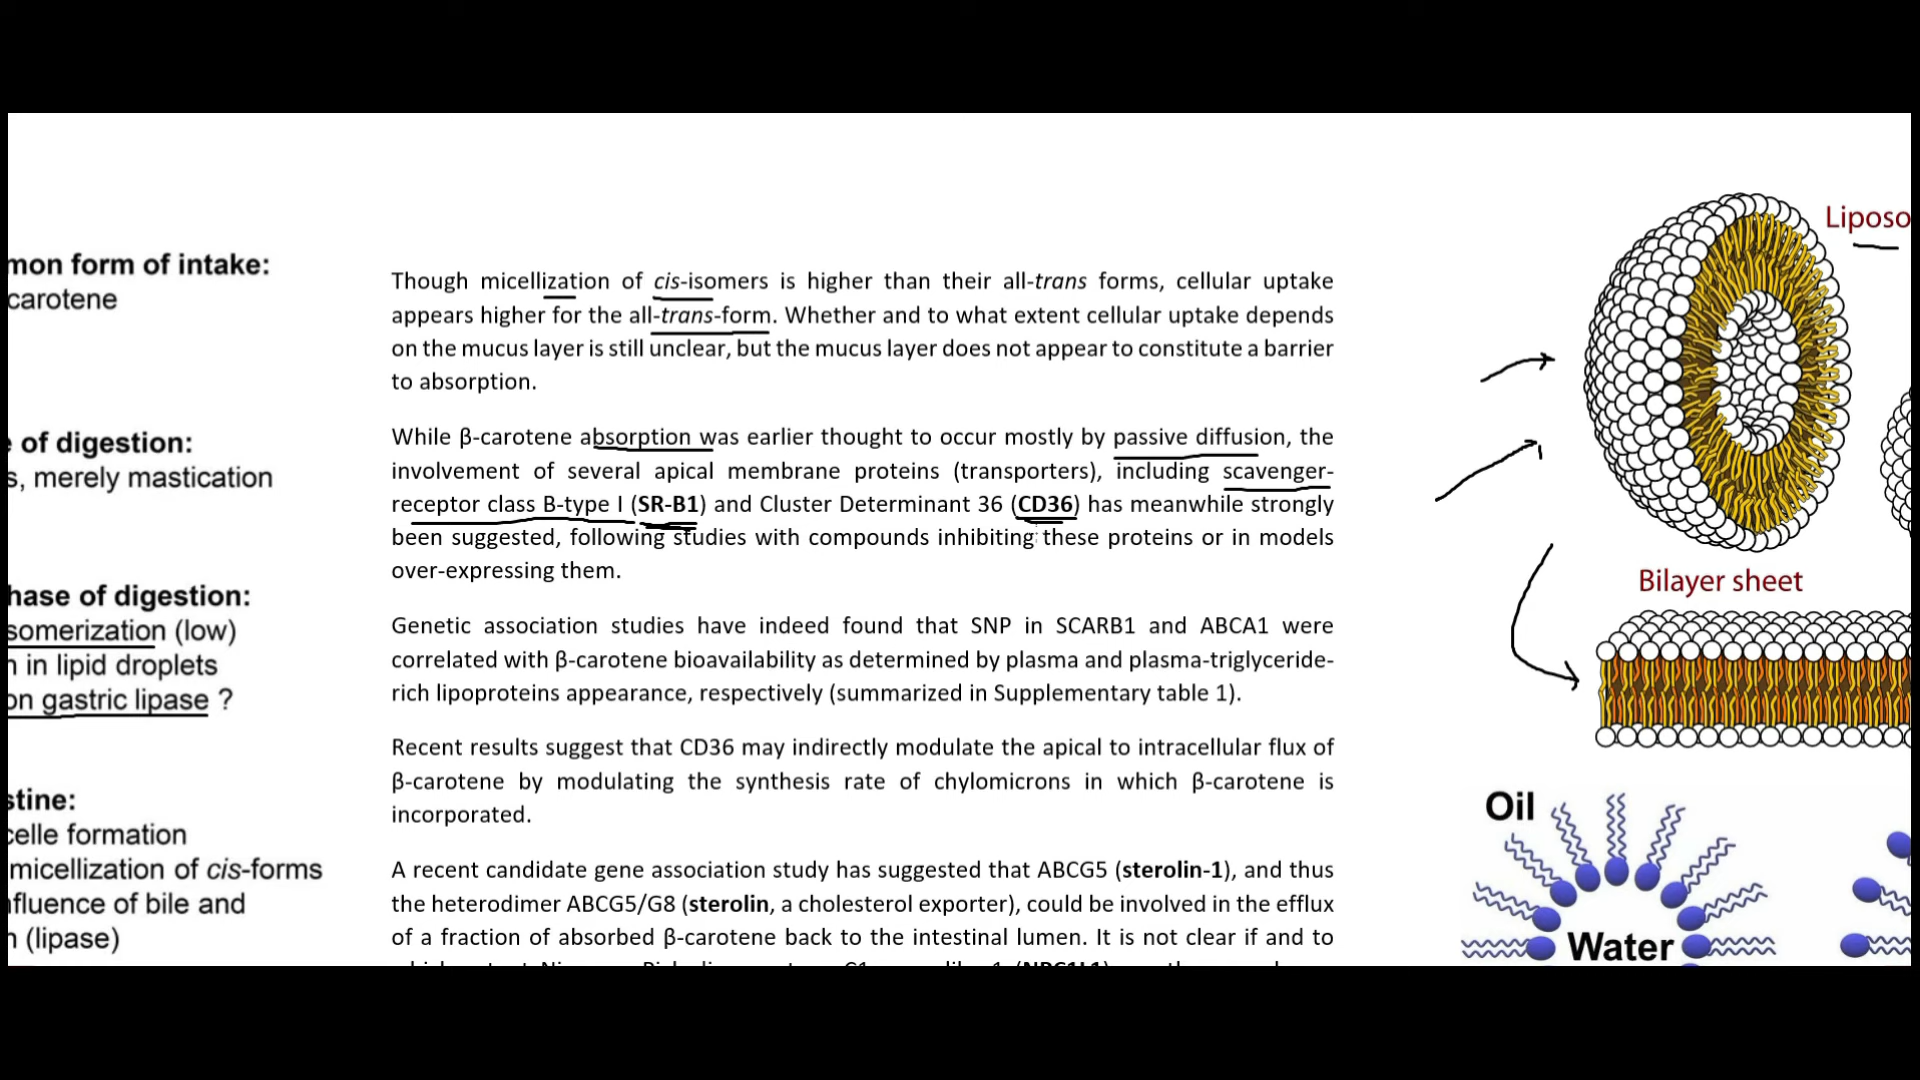 mon form of intake:
carotene
of digestion:
s, merely mastication
hase of digestion:
somerization (low)
n in lipid droplets
on gastric lipase ?
stine:
celle formation
micellization of cis-forms
nfluence of bile and
n (lipase)
Though micellization of cis-isomers is higher than their all-trans forms, cellular uptake
appears higher for the all-trans-form. Whether and to what extent cellular uptake depends
on the mucus layer is still unclear, but the mucus layer does not appear to constitute a barrier
to absorption.
While β-carotene absorption was earlier thought to occur mostly by passive diffusion, the
involvement of several apical membrane proteins (transporters), including scavenger-
receptor class B-type I (SR-B1) and Cluster Determinant 36 (CD36) has meanwhile strongly
been suggested, following studies with compounds inhibiting these proteins or in models
over-expressing them.
Genetic association studies have indeed found that SNP in SCARB1 and ABCA1 were
correlated with β-carotene bioavailability as determined by plasma and plasma-triglyceride-
rich lipoproteins appearance, respectively (summarized in Supplementary table 1).
Recent results suggest that CD36 may indirectly modulate the apical to intracellular flux of
β-carotene by modulating the synthesis rate of chylomicrons in which β-carotene is
incorporated.
A recent candidate gene association study has suggested that ABCG5 (sterolin-1), and thus
the heterodimer ABCG5/G8 (sterolin, a cholesterol exporter), could be involved in the efflux
of a fraction of absorbed β-carotene back to the intestinal lumen. It is not clear if and to
Liposo
Bilayer sheet
Oil
Water